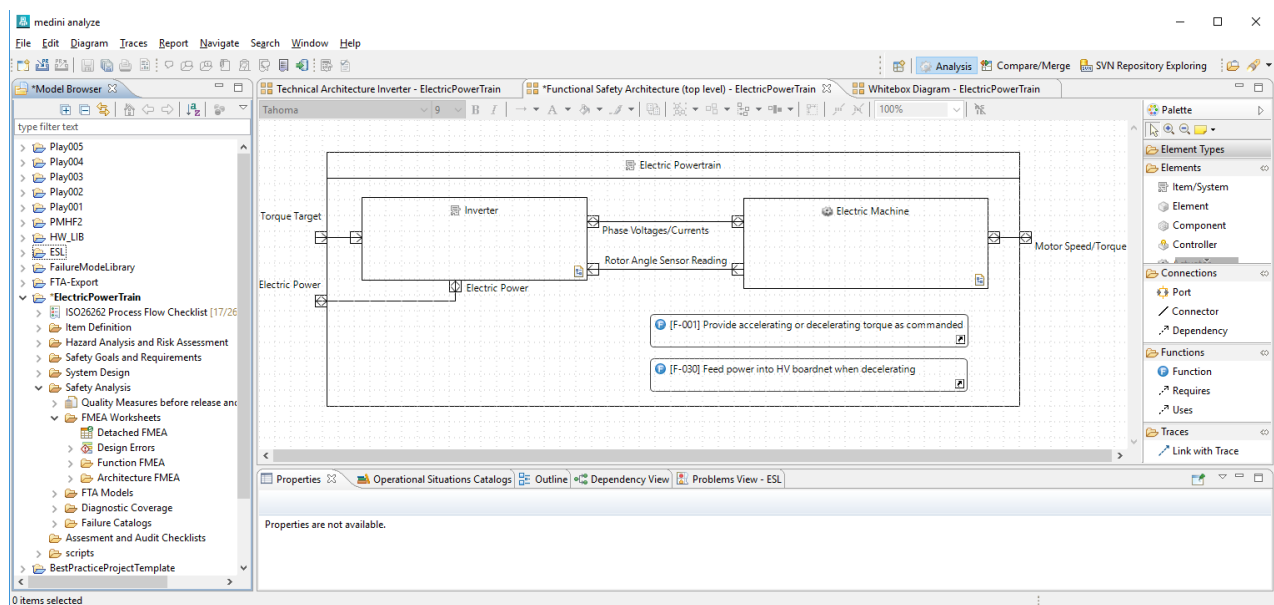 medini analyze
File Edit Diagram Traces Report Navigate Search Window Help
Analysis Compare/Merge SVN Repository Exploring
*Model Browser
type filter text
Play005
Play004
Play003
Play002
Play001
PMHF2
HW_LIB
ESL
FailureModeLibrary
FTA-Export
*ElectricPowerTrain
ISO26262 Process Flow Checklist [17/26
Item Definition
Hazard Analysis and Risk Assessment
Safety Goals and Requirements
System Design
Safety Analysis
Quality Measures before release and
FMEA Worksheets
Detached FMEA
Design Errors
Function FMEA
Architecture FMEA
FTA Models
Diagnostic Coverage
Failure Catalogs
Assesment and Audit Checklists
scripts
BestPracticeProjectTemplate
0 items selected
Technical Architecture Inverter - ElectricPowerTrain
*Functional Safety Architecture (top level) - ElectricPowerTrain
Whitebox Diagram - ElectricPowerTrain
Tahoma 9 B I A 100%
Electric Powertrain
Inverter
Electric Machine
Torque Target
Phase Voltages/Currents
Motor Speed/Torque
Rotor Angle Sensor Reading
Electric Power
Electric Power
[F-001] Provide accelerating or decelerating torque as commanded
[F-030] Feed power into HV boardnet when decelerating
Palette
Element Types
Elements
Item/System
Element
Component
Controller
Connections
Port
Connector
Dependency
Functions
Function
Requires
Uses
Traces
Link with Trace
Properties
Operational Situations Catalogs
Outline
Dependency View
Problems View - ESL
Properties are not available.